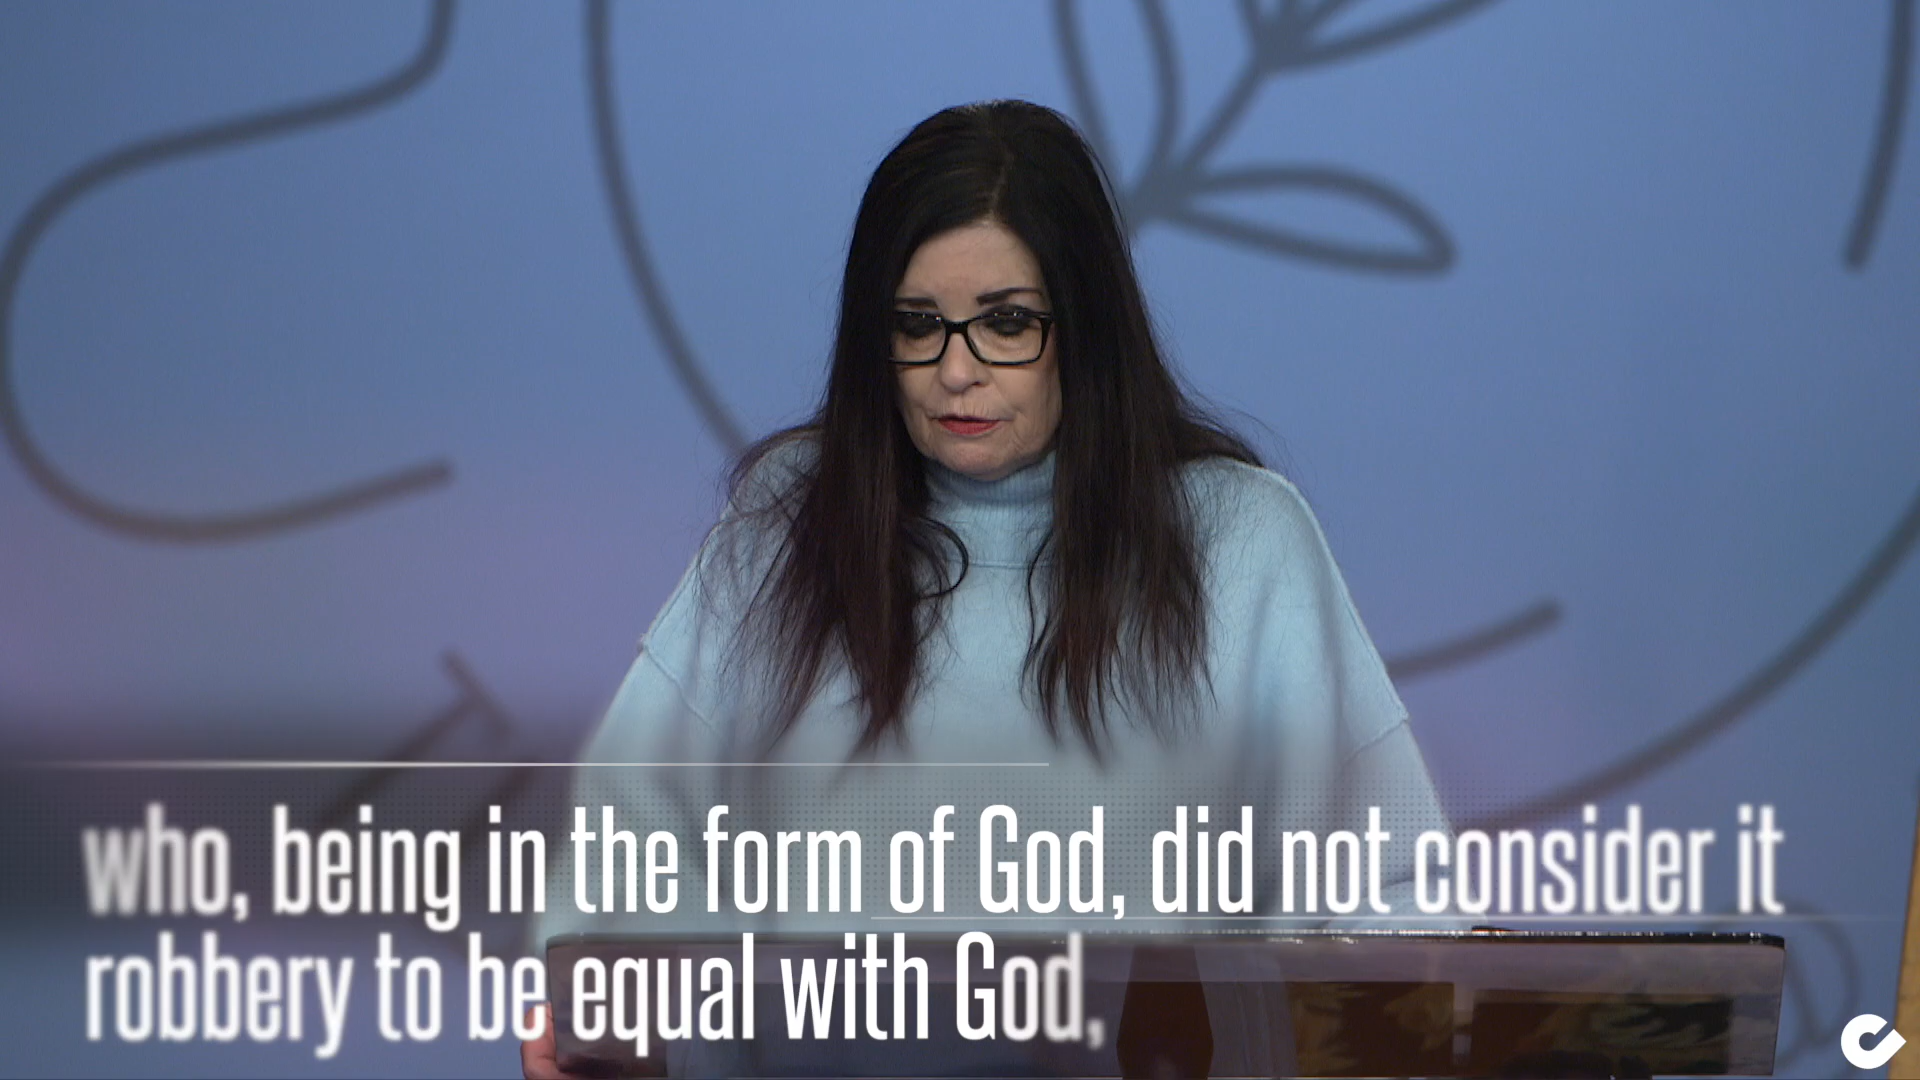 who, being in the form of God, did not consider it
robbery to be equal with God,